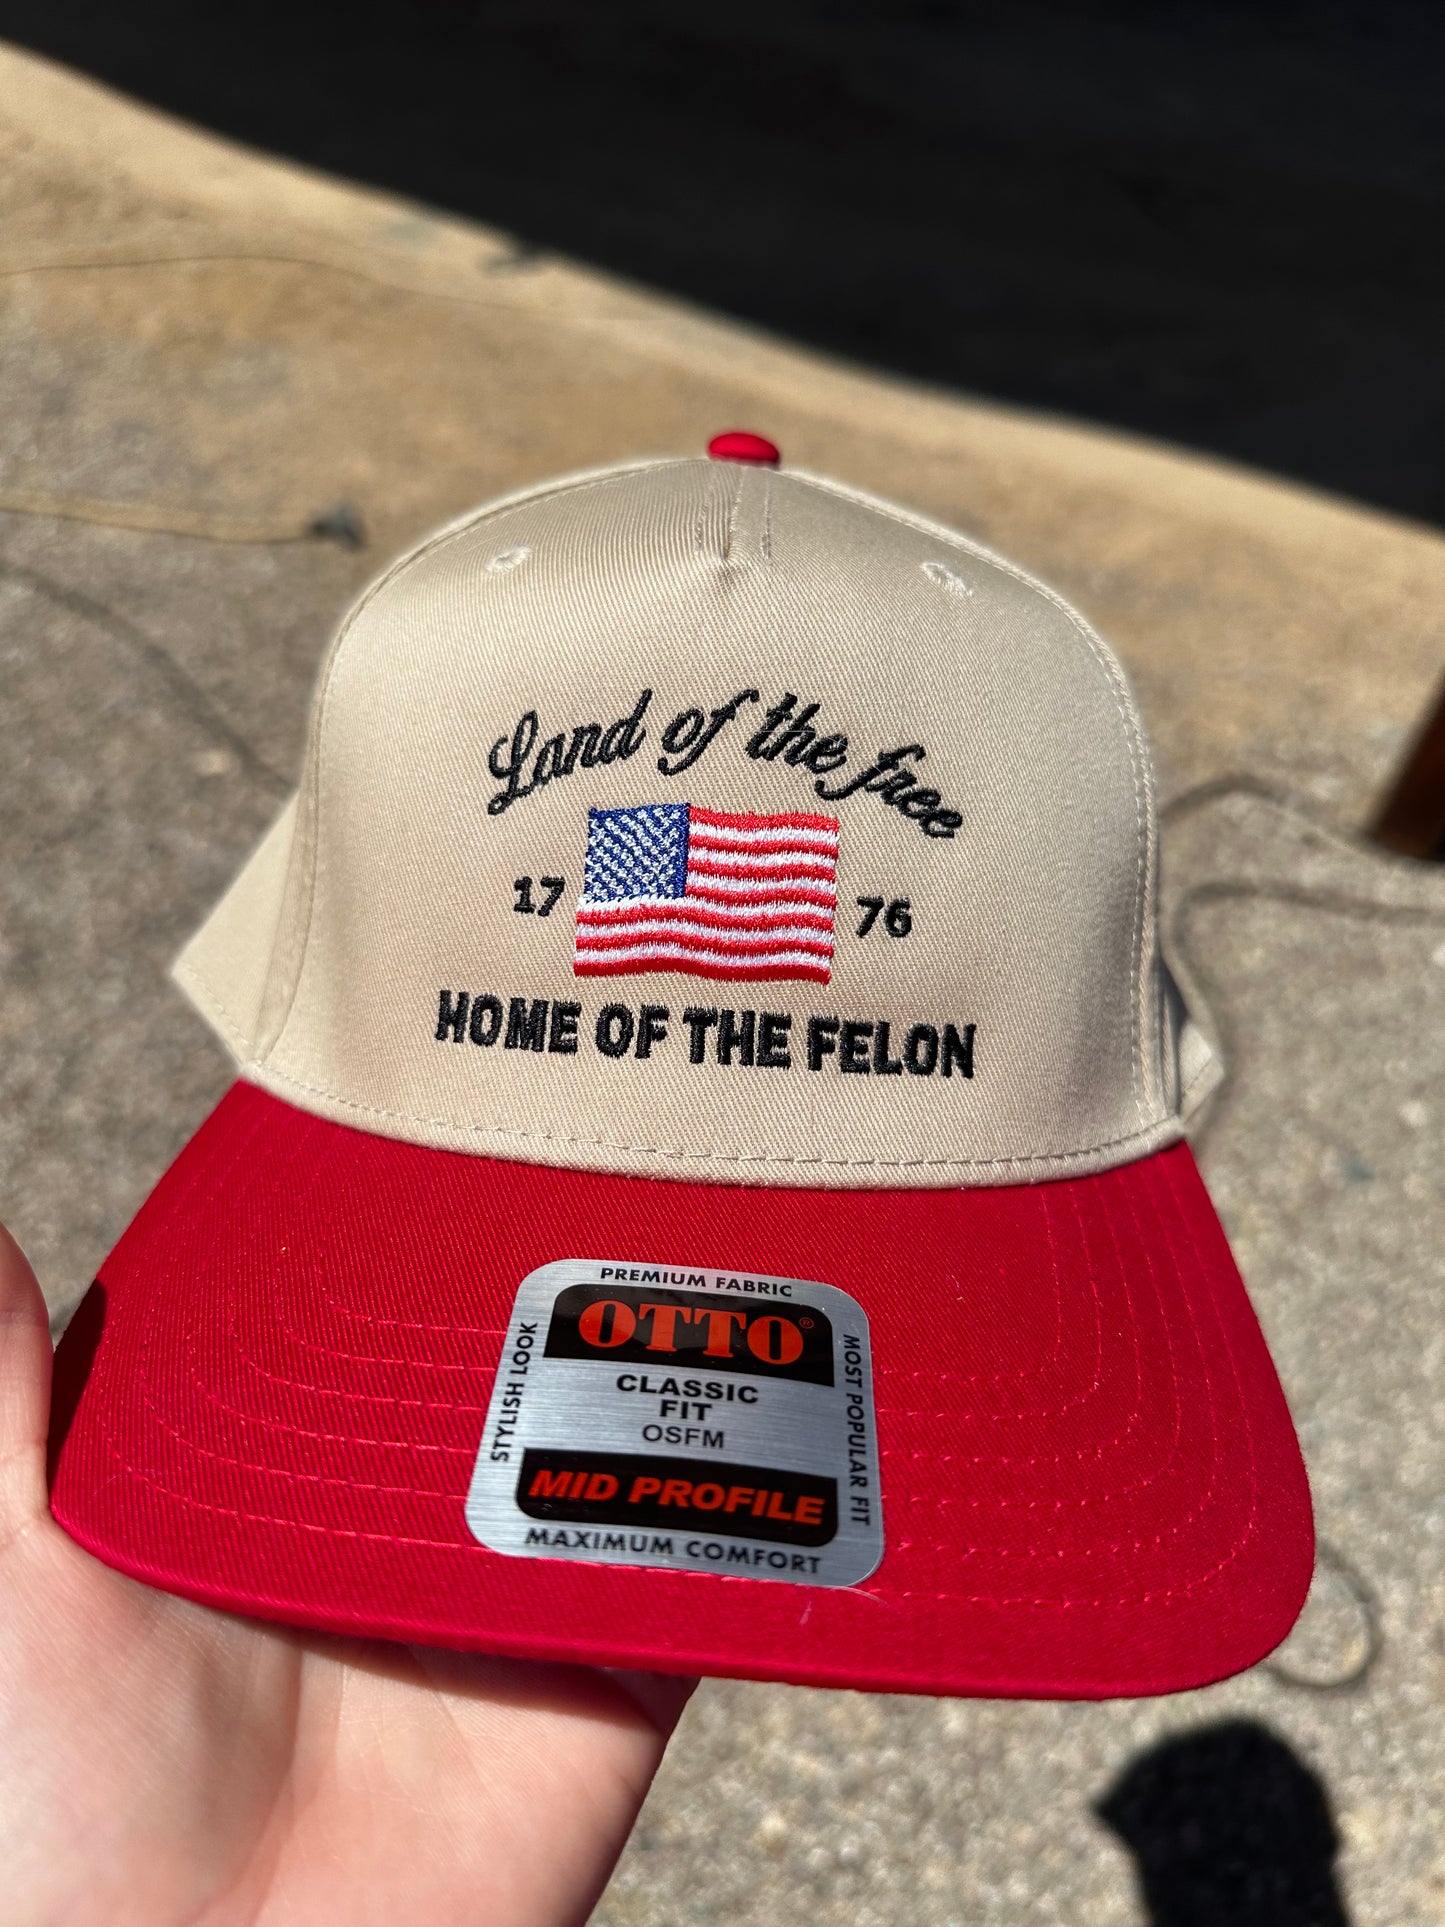 Land of the free
17 76
HOME OF THE FELON
PREMIUM FABRIC
OTTO®
STYLISH LOOK
CLASSIC
FIT
OSFM
MOST POPULAR FIT
MID PROFILE
MAXIMUM COMFORT